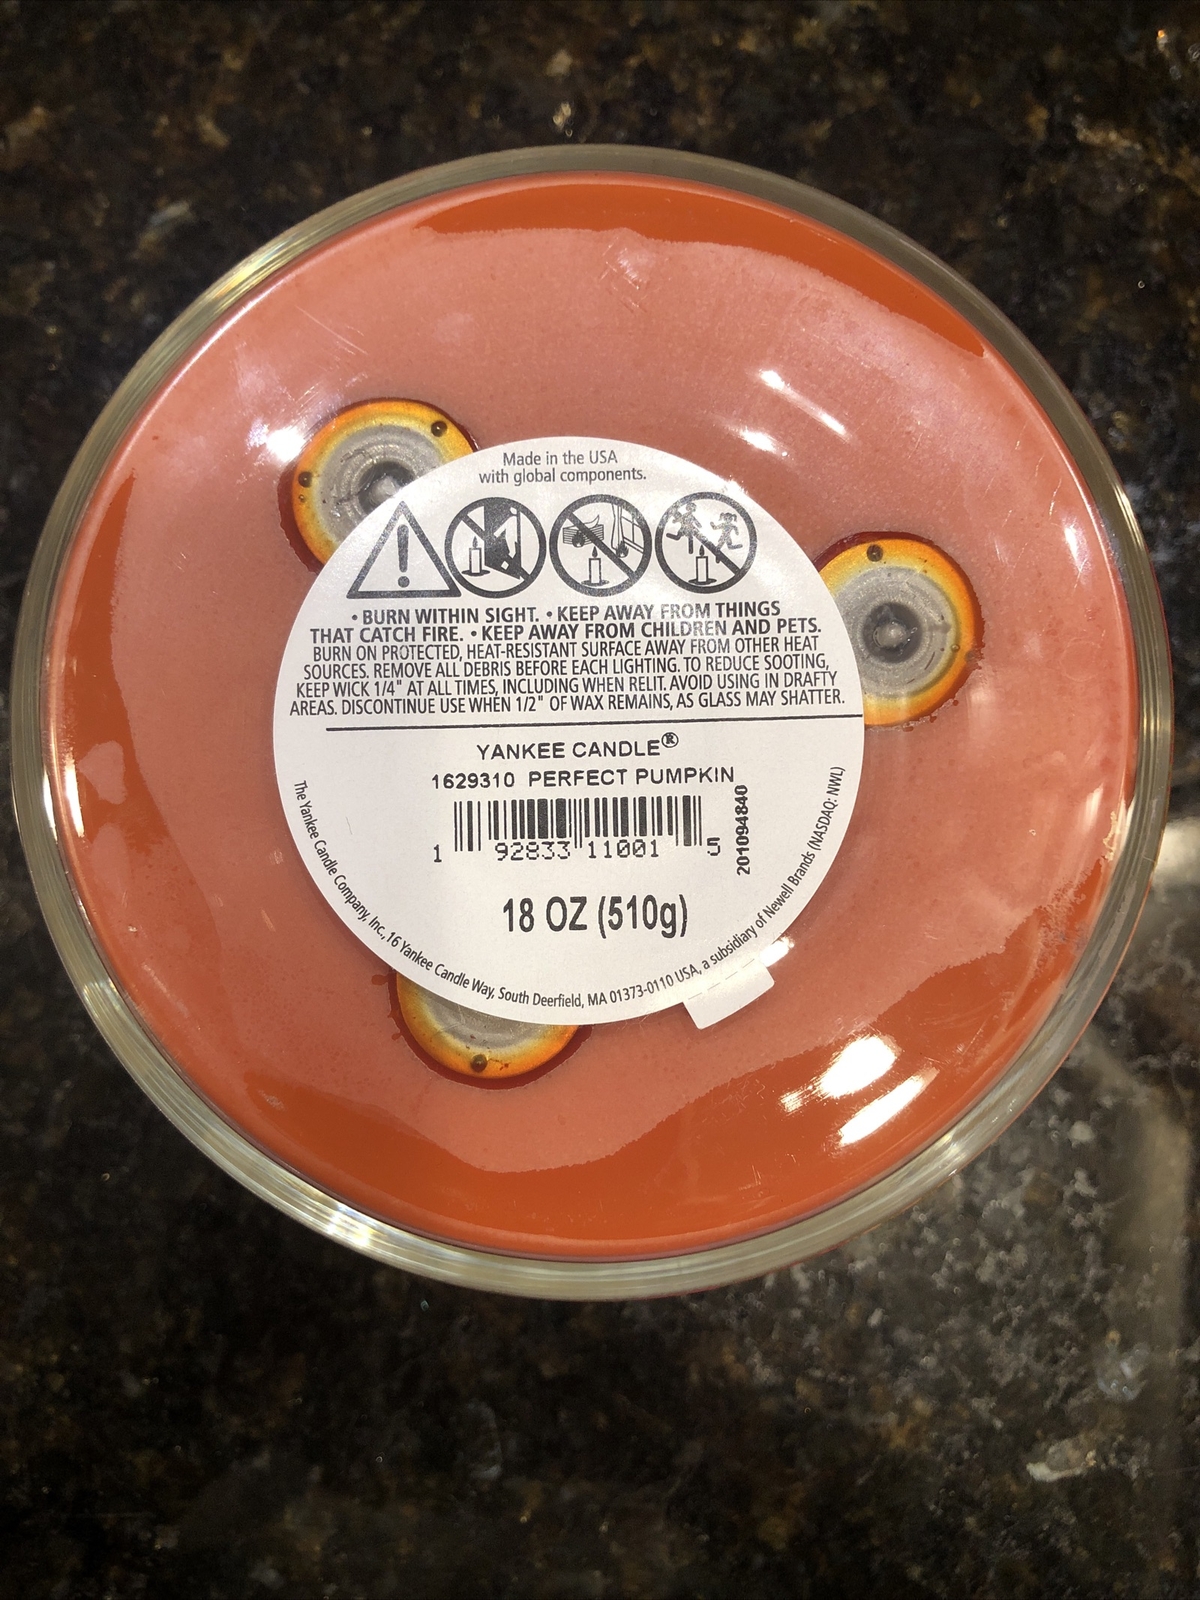 Made in the USA
with global components.
• BURN WITHIN SIGHT. • KEEP AWAY FROM THINGS
THAT CATCH FIRE. • KEEP AWAY FROM CHILDREN AND PETS.
BURN ON PROTECTED, HEAT-RESISTANT SURFACE AWAY FROM OTHER HEAT
SOURCES. REMOVE ALL DEBRIS BEFORE EACH LIGHTING. TO REDUCE SOOTING,
KEEP WICK 1/4" AT ALL TIMES, INCLUDING WHEN RELIT. AVOID USING IN DRAFTY
AREAS. DISCONTINUE USE WHEN 1/2" OF WAX REMAINS, AS GLASS MAY SHATTER.
YANKEE CANDLE®
1629310 PERFECT PUMPKIN
1 92833 11001 5
201094840
18 OZ (510g)
The Yankee Candle Company, Inc., 16 Yankee Candle Way, South Deerfield, MA 01373-0110 USA, a subsidiary of Newell Brands (NASDAQ: NWL)